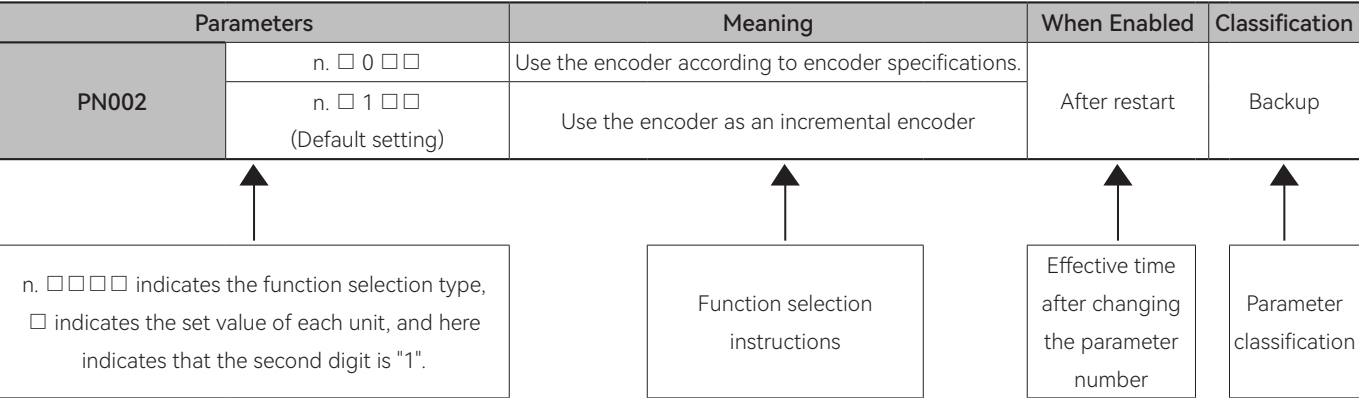 Parameters Meaning When Enabled Classification
PN002
n. □ 0 □□
Use the encoder according to encoder specifications.
n. □ 1 □□
(Default setting)
Use the encoder as an incremental encoder
After restart
Backup
n. □□□□ indicates the function selection type,
□ indicates the set value of each unit, and here
indicates that the second digit is "1".
Function selection
instructions
Effective time
after changing
the parameter
number
Parameter
classification